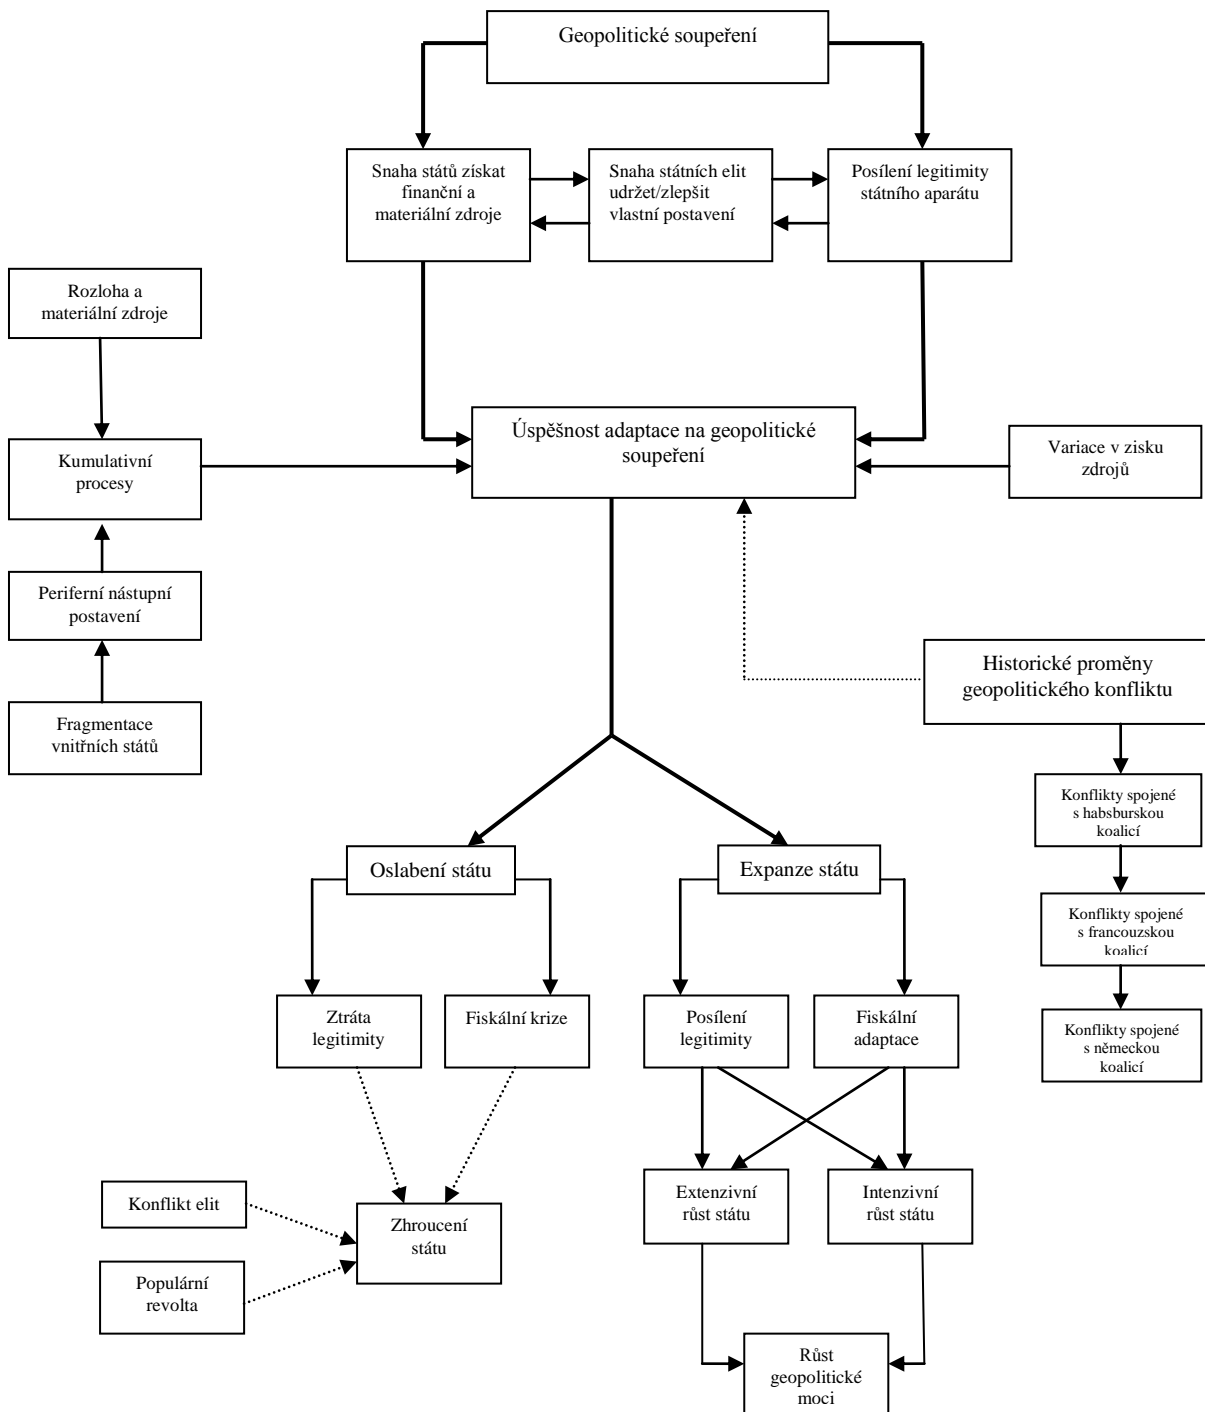 Geopolitické soupeření
Snaha států získat
finanční a
materiální zdroje
Snaha státních elit
udržet/zlepšit
vlastní postavení
Posílení legitimity
státního aparátu
Rozloha a
materiální zdroje
Úspěšnost adaptace na geopolitické
soupeření
Kumulativní
procesy
Variace v zisku
zdrojů
Periferní nástupní
postavení
Historické proměny
geopolitického konfliktu
Fragmentace
vnitřních států
Konflikty spojené
s habsburskou
koalicí
Oslabení státu
Expanze státu
Konflikty spojené
s francouzskou
koalicí
Ztráta
legitimity
Fiskální krize
Posílení
legitimity
Fiskální
adaptace
Konflikty spojené
s německou
koalicí
Konflikt elit
Zhroucení
státu
Extenzivní
růst státu
Intenzivní
růst státu
Populární
revolta
Růst
geopolitické
moci